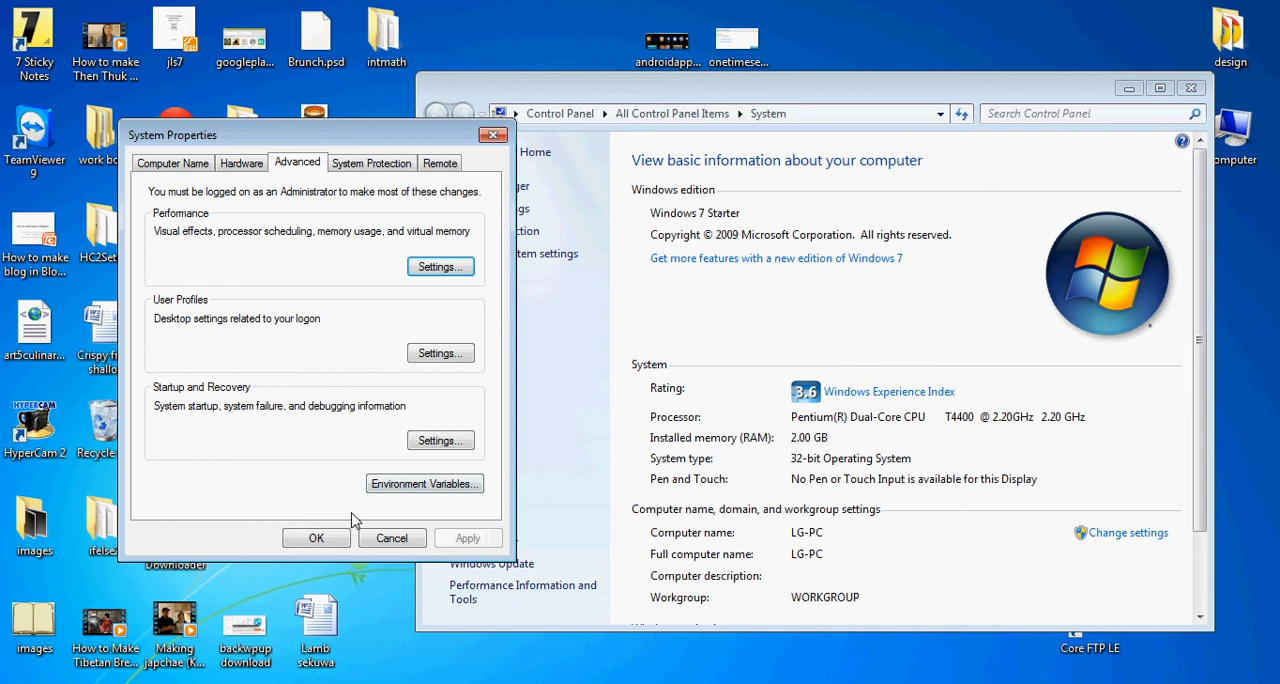 7 Sticky
Notes
How to make
Then Thuk ...
jls7
googlepla...
Brunch.psd
intmath
androidapp...
onetimese...
design
TeamViewer
9
work bo
HC2Set
How to make
blog in Blo...
art5culinar...
Crispy fr
shallo
HyperCam 2
Recycle
images
ifelse2
Downloader
images
How to Make
Tibetan Bre...
Making
japchae (K...
backwpup
download
Lamb
sekuwa
Core FTP LE
omputer
System Properties
Computer Name
Hardware
Advanced
System Protection
Remote
You must be logged on as an Administrator to make most of these changes.
Performance
Visual effects, processor scheduling, memory usage, and virtual memory
Settings...
User Profiles
Desktop settings related to your logon
Settings...
Startup and Recovery
System startup, system failure, and debugging information
Settings...
Environment Variables...
OK
Cancel
Apply
Control Panel
All Control Panel Items
System
Search Control Panel
Home
ger
ngs
ction
tem settings
Windows Update
Performance Information and
Tools
View basic information about your computer
Windows edition
Windows 7 Starter
Copyright © 2009 Microsoft Corporation. All rights reserved.
Get more features with a new edition of Windows 7
System
Rating:
3.6 Windows Experience Index
Processor:
Pentium(R) Dual-Core CPU T4400 @ 2.20GHz 2.20 GHz
Installed memory (RAM):
2.00 GB
System type:
32-bit Operating System
Pen and Touch:
No Pen or Touch Input is available for this Display
Computer name, domain, and workgroup settings
Computer name:
LG-PC
Change settings
Full computer name:
LG-PC
Computer description:
Workgroup:
WORKGROUP